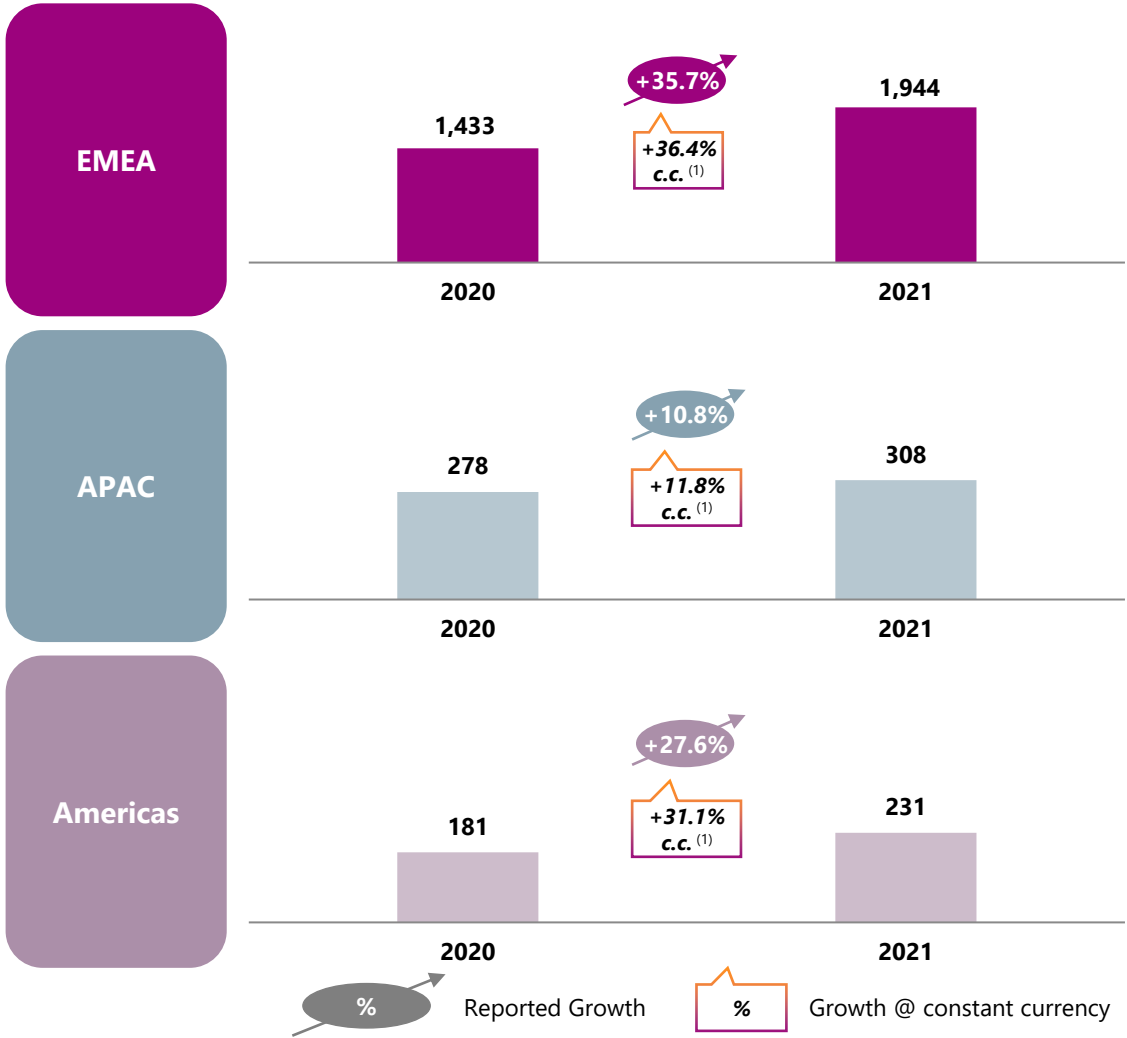 EMEA
+35.7%
1,433
1,944
+36.4%
c.c. (1)
2020
2021
APAC
+10.8%
278
308
+11.8%
c.c. (1)
2020
2021
Americas
+27.6%
181
231
+31.1%
c.c. (1)
2020
2021
% Reported Growth
% Growth @ constant currency